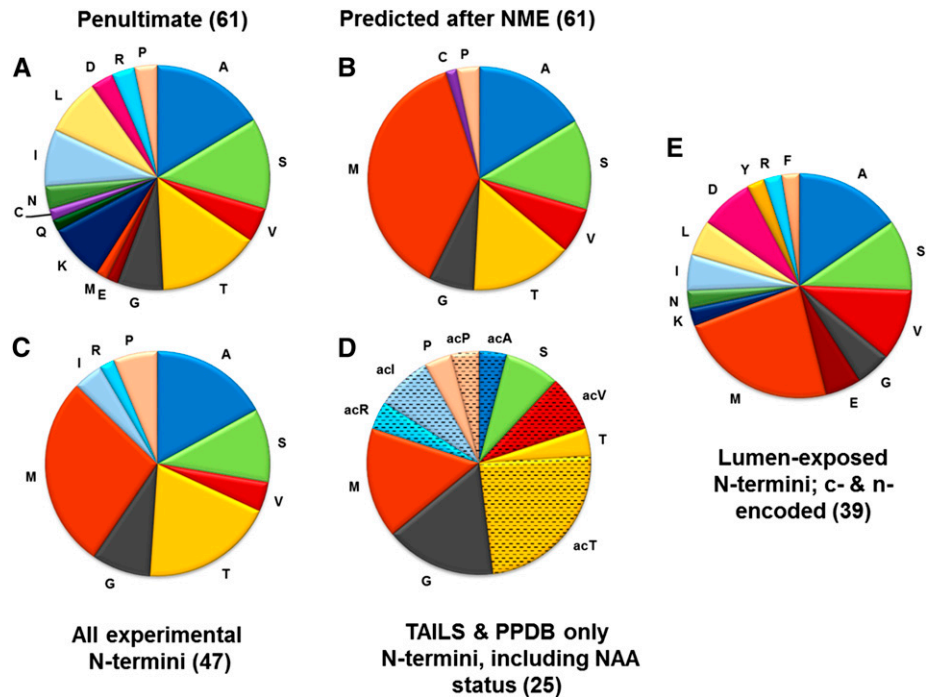 Penultimate (61)
Predicted after NME (61)
A
P
R
D
L
I
N
C
Q
K
M
E
G
T
V
S
A
B
C
P
A
S
V
T
G
M
E
F
R
Y
D
L
I
N
K
M
E
G
V
S
A
C
P
R
I
M
G
T
V
S
A
D
acP
P
acI
acR
M
G
acT
T
acV
S
acA
Lumen-exposed
N-termini; c- & n-
encoded (39)
All experimental
N-termini (47)
TAILS & PPDB only
N-termini, including NAA
status (25)